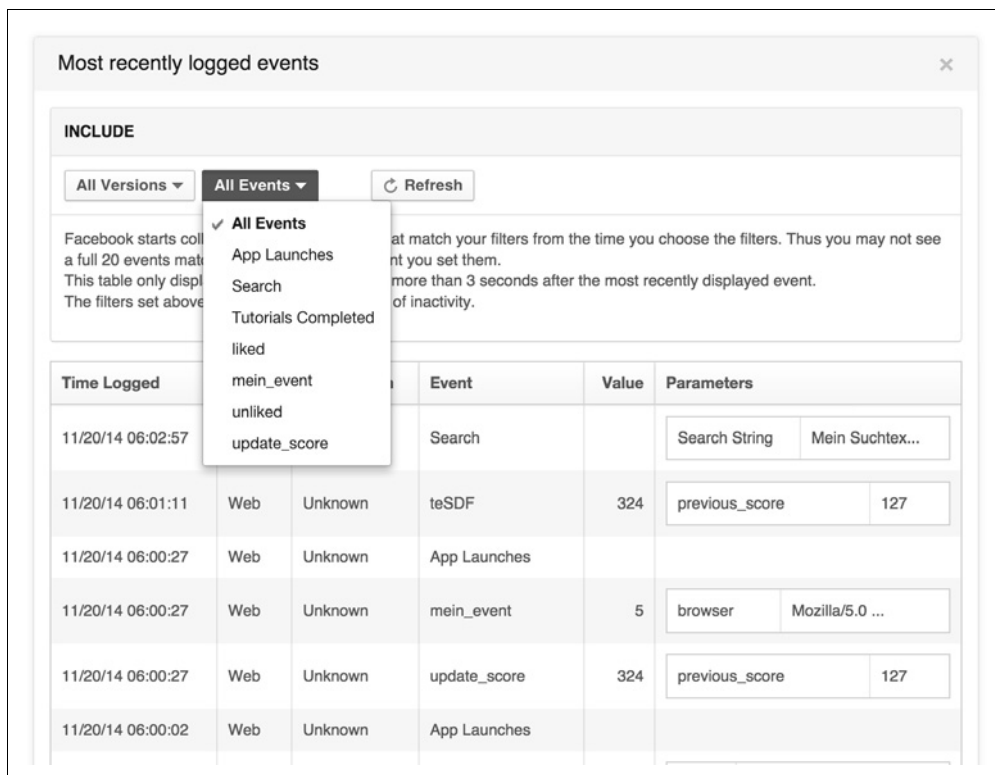 Most recently logged events
INCLUDE
All Versions All Events Refresh
All Events
App Launches
Search
Tutorials Completed
liked
mein_event
unliked
update_score
Facebook starts at match your filters from the time you choose the filters. Thus you may not see
a full 20 events you set them.
This table only more than 3 seconds after the most recently displayed event.
The filters set above of inactivity.
Time Logged Event Value Parameters
11/20/14 06:02:57 Search Search String Mein Suchtex...
11/20/14 06:01:11 Web Unknown teSDF 324 previous_score 127
11/20/14 06:00:27 Web Unknown App Launches
11/20/14 06:00:27 Web Unknown mein_event 5 browser Mozilla/5.0 ...
11/20/14 06:00:27 Web Unknown update_score 324 previous_score 127
11/20/14 06:00:02 Web Unknown App Launches